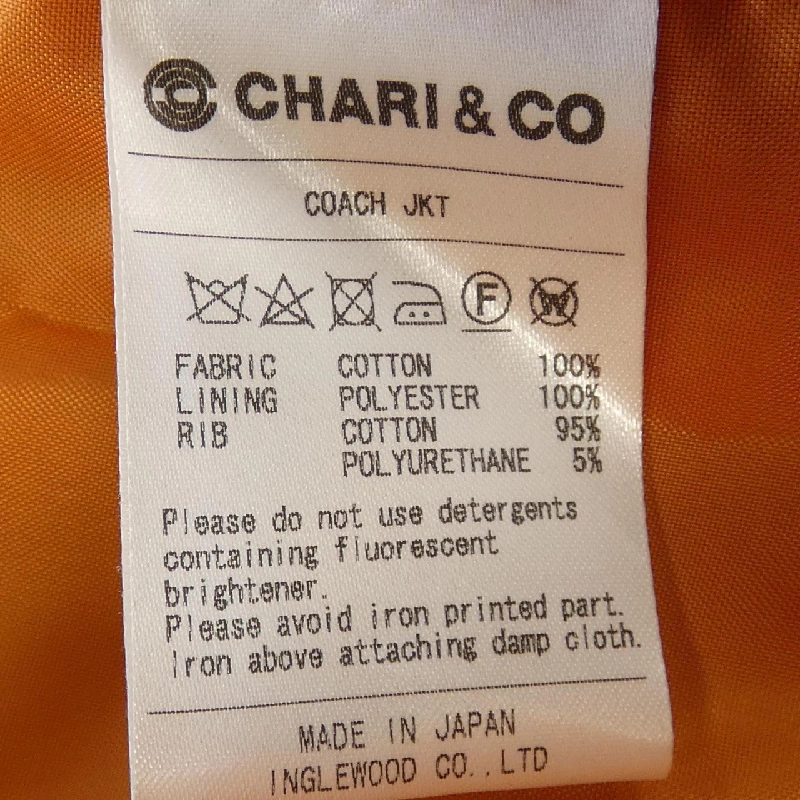 CHARI & CO
COACH JKT
F W
FABRIC COTTON 100%
LINING POLYESTER 100%
RIB COTTON 95%
POLYURETHANE 5%
Please do not use detergents
containing fluorescent
brightener.
Please avoid iron printed part.
Iron above attaching damp cloth.
MADE IN JAPAN
INGLEWOOD CO.,LTD